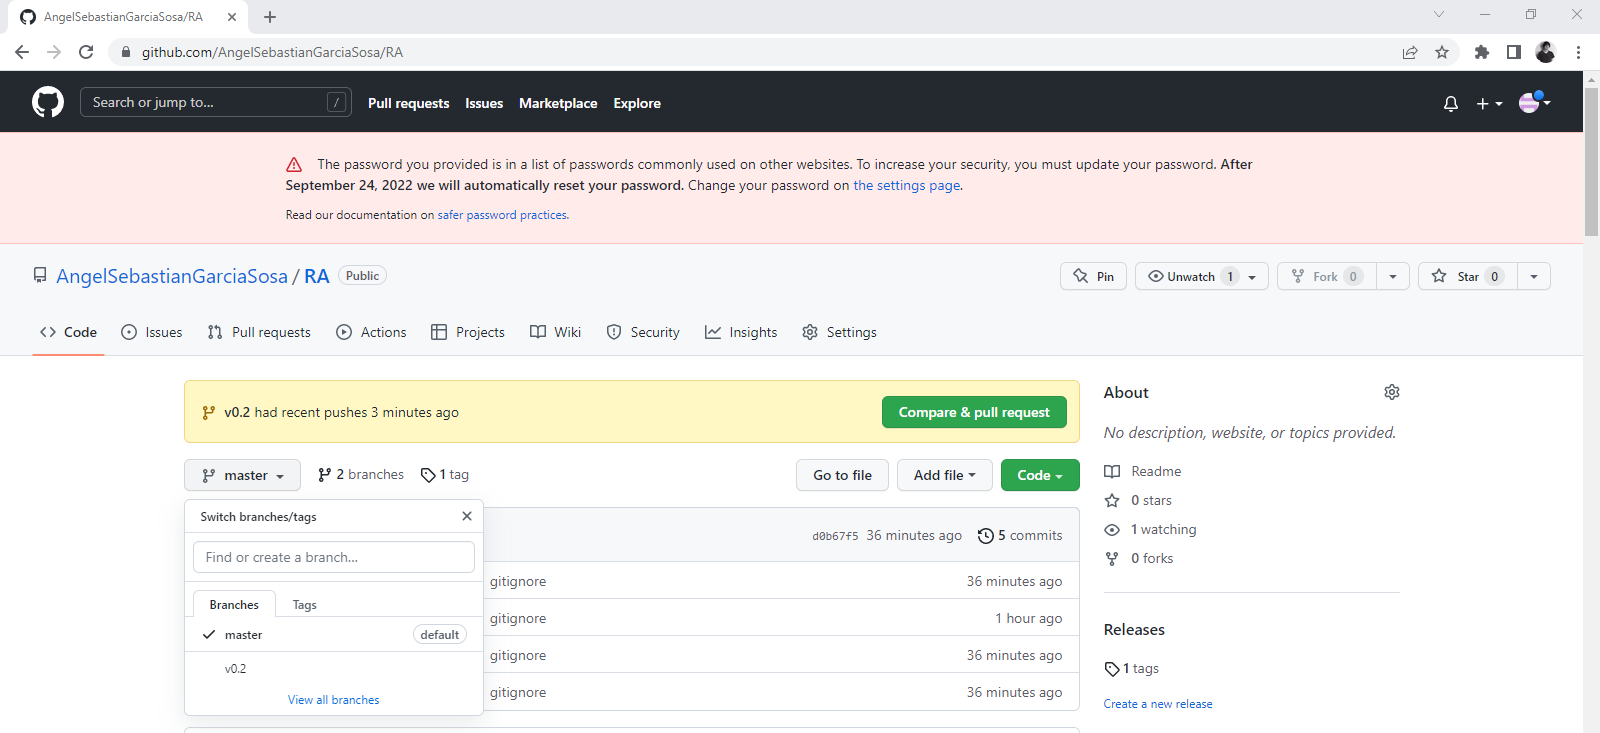 AngelSebastianGarciaSosa/RA
github.com/AngelSebastianGarciaSosa/RA
Search or jump to...
/
Pull requests
Issues
Marketplace
Explore
The password you provided is in a list of passwords commonly used on other websites. To increase your security, you must update your password. After
September 24, 2022 we will automatically reset your password. Change your password on the settings page.
Read our documentation on safer password practices.
AngelSebastianGarciaSosa / RA Public
Pin
Unwatch 1
Fork 0
Star 0
Code
Issues
Pull requests
Actions
Projects
Wiki
Security
Insights
Settings
v0.2 had recent pushes 3 minutes ago
Compare & pull request
master
2 branches
1 tag
Go to file
Add file
Code
Switch branches/tags
Find or create a branch...
Branches
Tags
master
default
v0.2
View all branches
d0b67f5 36 minutes ago
5 commits
gitignore
36 minutes ago
gitignore
1 hour ago
gitignore
36 minutes ago
gitignore
36 minutes ago
About
No description, website, or topics provided.
Readme
0 stars
1 watching
0 forks
Releases
1 tags
Create a new release